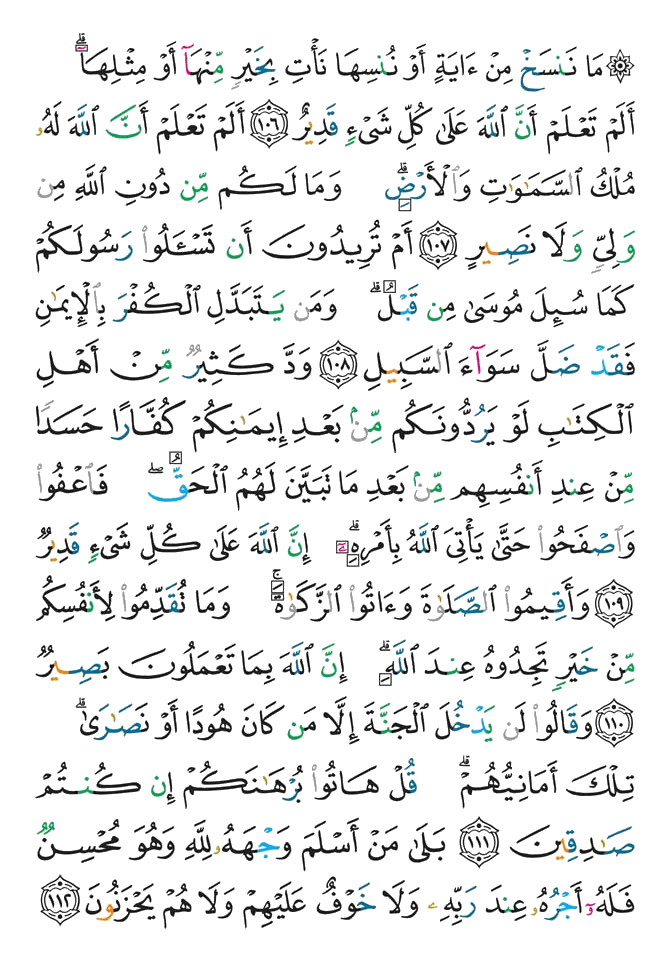 ۞ مَا نَنسَخْ مِنْ ءَايَةٍ أَوْ نُنسِهَا نَأْتِ بِخَيْرٍ مِّنْهَآ أَوْ مِثْلِهَآ ۗ
أَلَمْ تَعْلَمْ أَنَّ ٱللَّهَ عَلَىٰ كُلِّ شَىْءٍ قَدِيرٌ ﴿١٠٦﴾ أَلَمْ تَعْلَمْ أَنَّ ٱللَّهَ لَهُۥ
مُلْكُ ٱلسَّمَـٰوَٰتِ وَٱلْأَرْضِ ۗ وَمَا لَكُم مِّن دُونِ ٱللَّهِ مِن
وَلِىٍّ وَلَا نَصِيرٍ ﴿١٠٧﴾ أَمْ تُرِيدُونَ أَن تَسْـَٔلُوا۟ رَسُولَكُمْ
كَمَا سُئِلَ مُوسَىٰ مِن قَبْلُ ۗ وَمَن يَتَبَدَّلِ ٱلْكُفْرَ بِٱلْإِيمَـٰنِ
فَقَدْ ضَلَّ سَوَآءَ ٱلسَّبِيلِ ﴿١٠٨﴾ وَدَّ كَثِيرٌ مِّنْ أَهْلِ
ٱلْكِتَـٰبِ لَوْ يَرُدُّونَكُم مِّنۢ بَعْدِ إِيمَـٰنِكُمْ كُفَّارًا حَسَدًا
مِّنْ عِندِ أَنفُسِهِم مِّنۢ بَعْدِ مَا تَبَيَّنَ لَهُمُ ٱلْحَقُّ ۖ فَٱعْفُوا۟
وَٱصْفَحُوا۟ حَتَّىٰ يَأْتِىَ ٱللَّهُ بِأَمْرِهِۦٓ ۗ إِنَّ ٱللَّهَ عَلَىٰ كُلِّ شَىْءٍ قَدِيرٌ
﴿١٠٩﴾ وَأَقِيمُوا۟ ٱلصَّلَوٰةَ وَءَاتُوا۟ ٱلزَّكَوٰةَ ۚ وَمَا تُقَدِّمُوا۟ لِأَنفُسِكُم
مِّنْ خَيْرٍ تَجِدُوهُ عِندَ ٱللَّهِ ۗ إِنَّ ٱللَّهَ بِمَا تَعْمَلُونَ بَصِيرٌ
﴿١١٠﴾ وَقَالُوا۟ لَن يَدْخُلَ ٱلْجَنَّةَ إِلَّا مَن كَانَ هُودًا أَوْ نَصَـٰرَىٰ ۗ
تِلْكَ أَمَانِيُّهُمْ ۗ قُلْ هَاتُوا۟ بُرْهَـٰنَكُمْ إِن كُنتُمْ
صَـٰدِقِينَ ﴿١١١﴾ بَلَىٰ مَنْ أَسْلَمَ وَجْهَهُۥ لِلَّهِ وَهُوَ مُحْسِنٌ
فَلَهُۥٓ أَجْرُهُۥ عِندَ رَبِّهِۦ وَلَا خَوْفٌ عَلَيْهِمْ وَلَا هُمْ يَحْزَنُونَ ﴿١١٢﴾